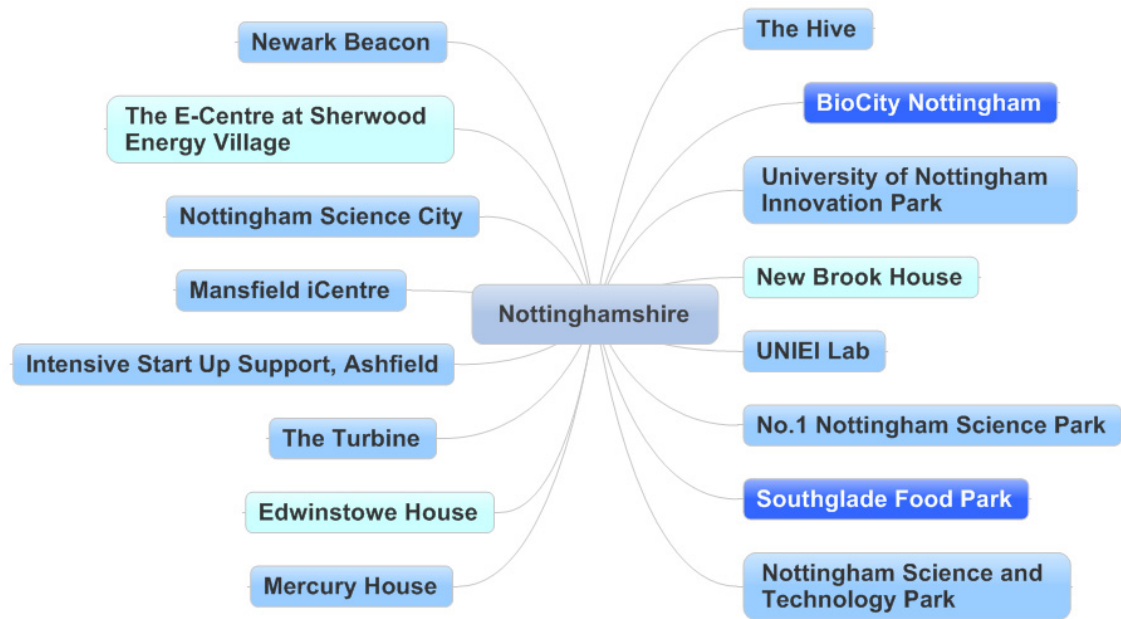 Newark Beacon
The E-Centre at Sherwood
Energy Village
Nottingham Science City
Mansfield iCentre
Intensive Start Up Support, Ashfield
The Turbine
Edwinstowe House
Mercury House
Nottinghamshire
The Hive
BioCity Nottingham
University of Nottingham
Innovation Park
New Brook House
UNIEI Lab
No.1 Nottingham Science Park
Southglade Food Park
Nottingham Science and
Technology Park